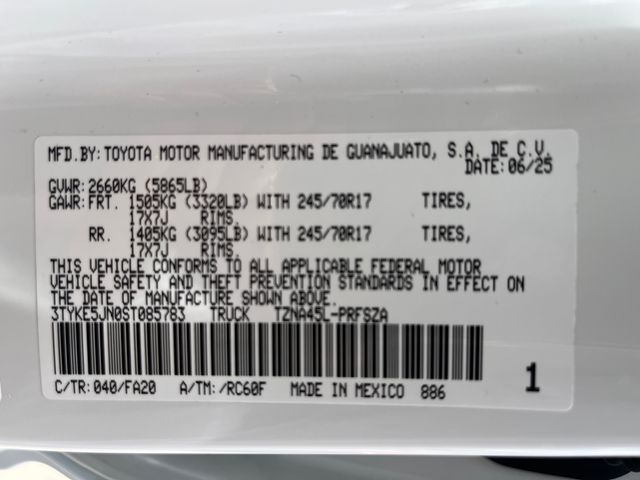 MFD.BY: TOYOTA MOTOR MANUFACTURING DE GUANAJUATO, S.A. DE C.V.
DATE: 06/25
GVWR: 2660KG (5865LB)
GAWR: FRT. 1505KG (3320LB) WITH 245/70R17 TIRES,
17X7J RIMS.
RR. 1405KG (3095LB) WITH 245/70R17 TIRES,
17X7J RIMS.
THIS VEHICLE CONFORMS TO ALL APPLICABLE FEDERAL MOTOR
VEHICLE SAFETY AND THEFT PREVENTION STANDARDS IN EFFECT ON
THE DATE OF MANUFACTURE SHOWN ABOVE.
3TYKE5JN0ST085783 TRUCK TZNA45L-PRFSZA
C/TR: 040/FA20 A/TM: /RC60F MADE IN MEXICO 886 1